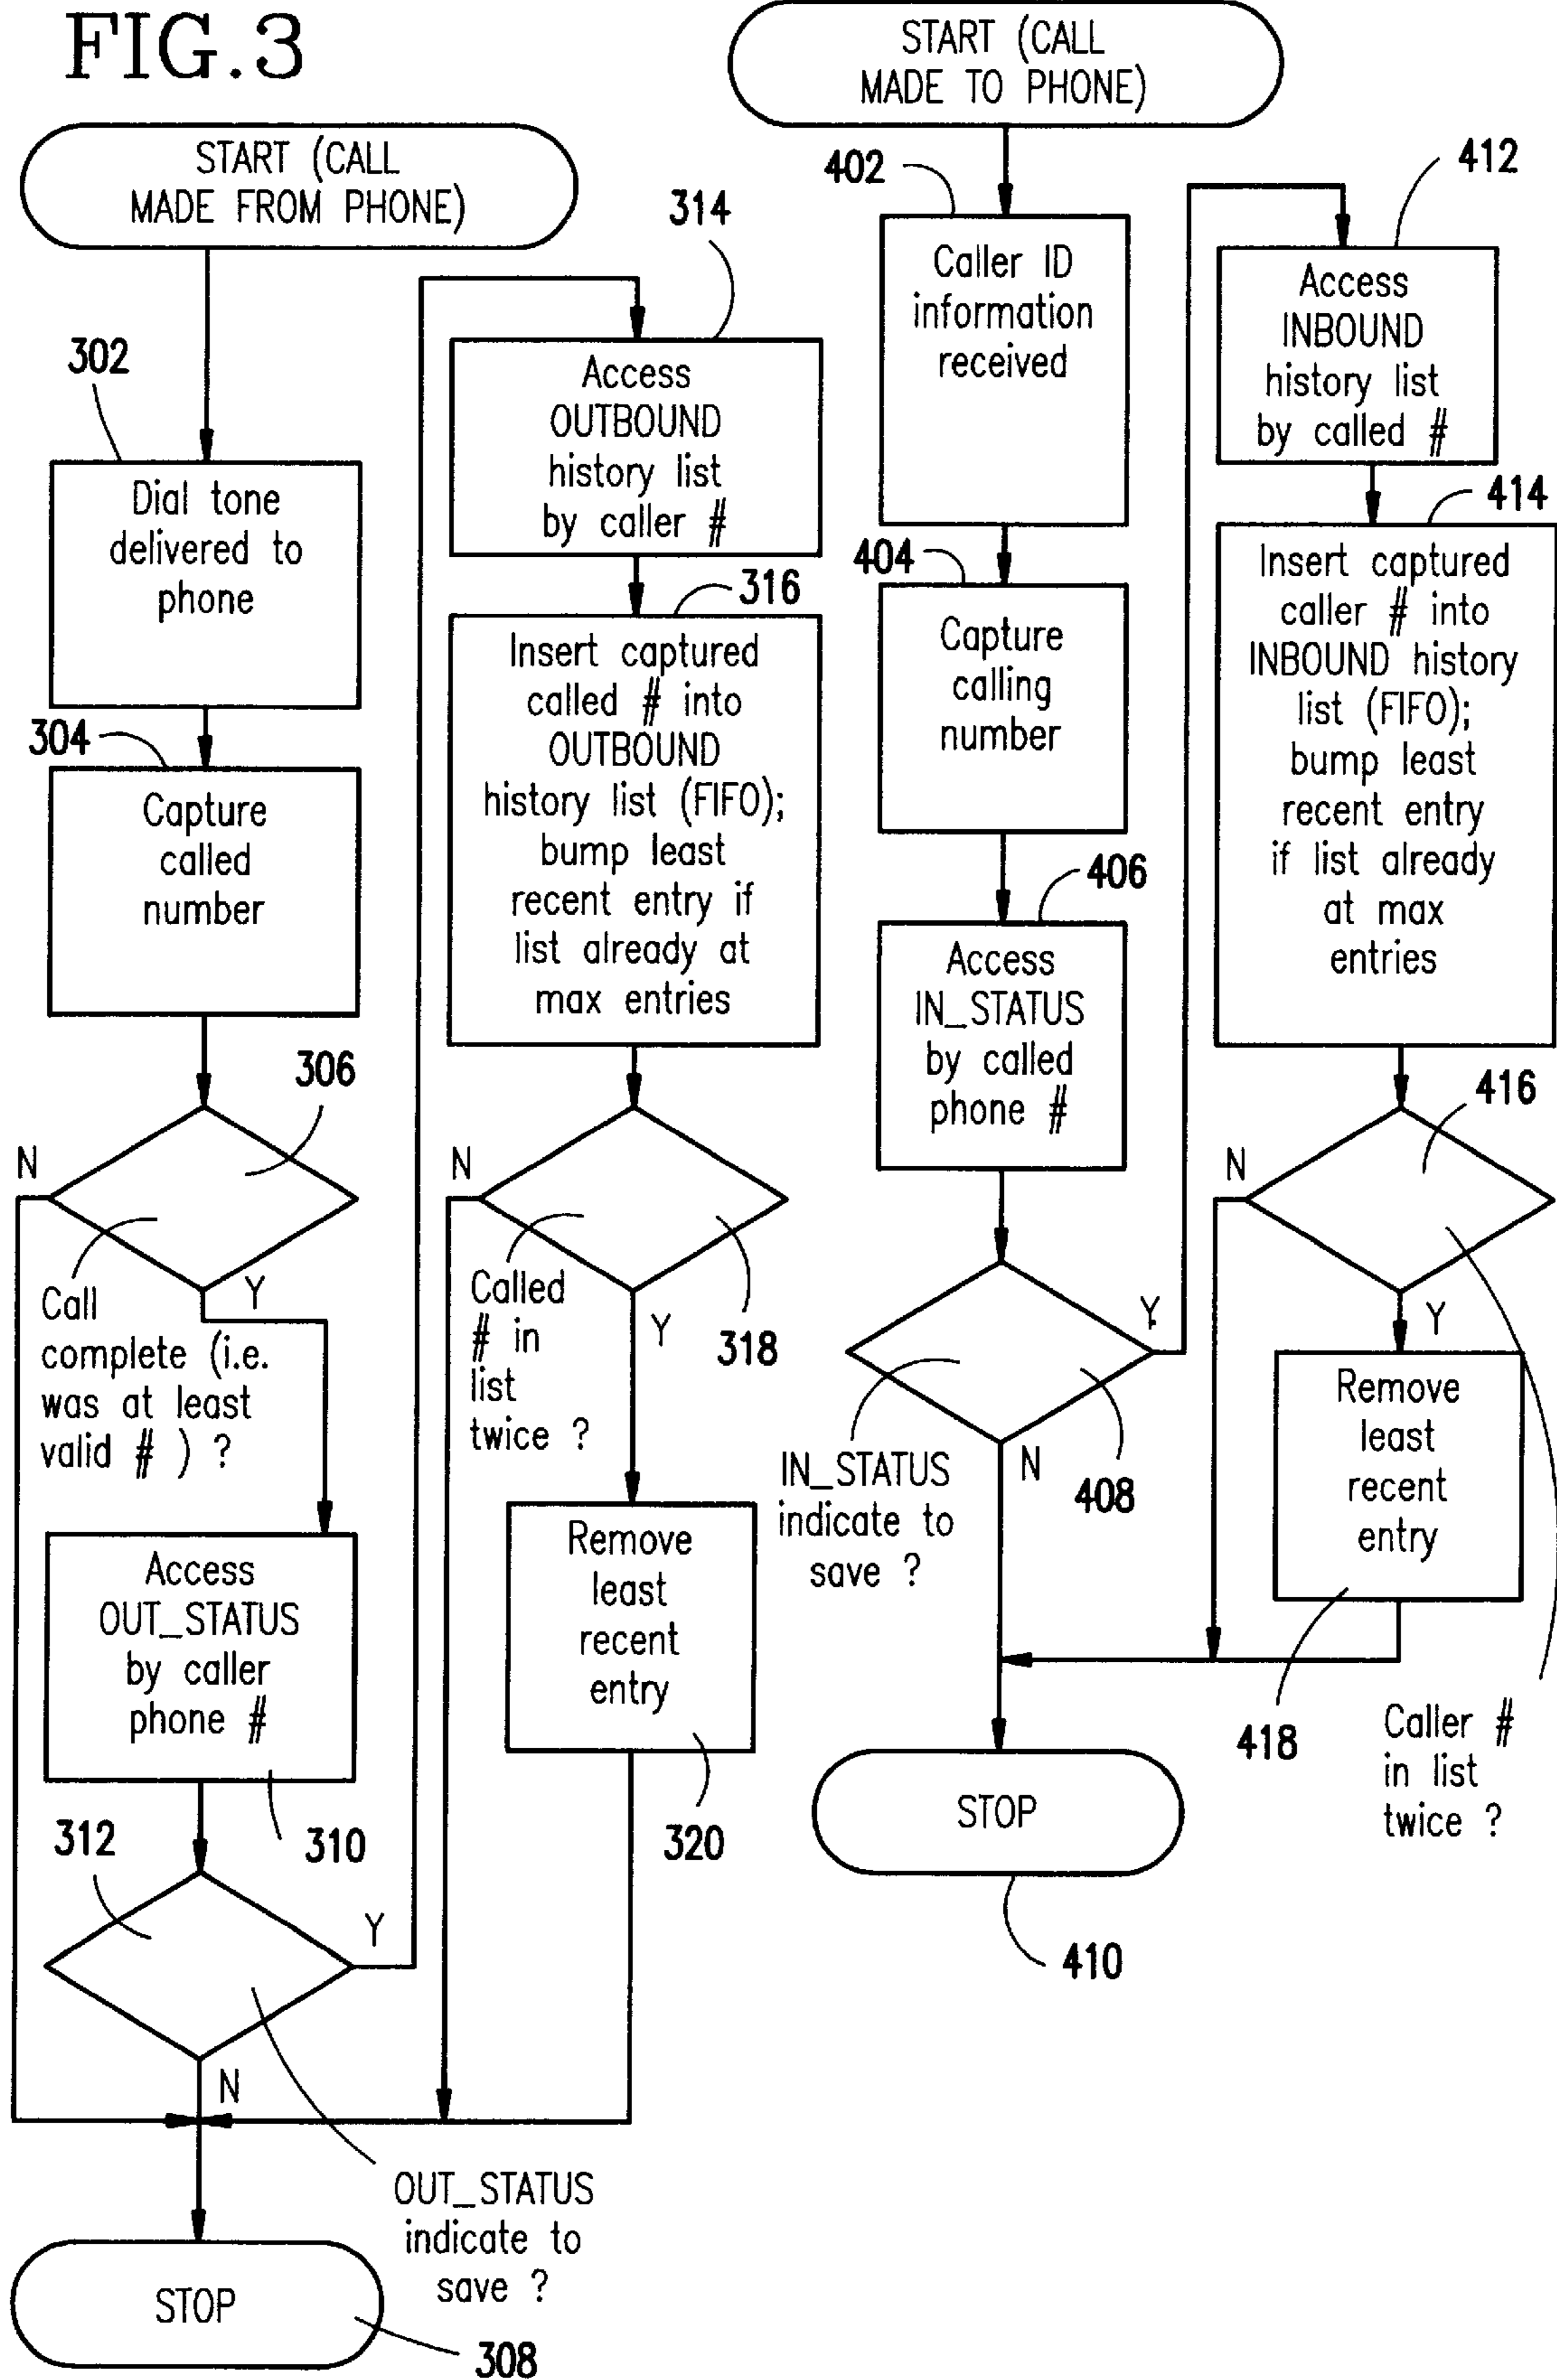 FIG.3
START (CALL
MADE FROM PHONE)
302
Dial tone
delivered to
phone
304
Capture
called
number
306
N
Y
Call
complete (i.e.
was at least
valid # ) ?
Access
OUT_STATUS
by caller
phone #
310
312
Y
N
OUT_STATUS
indicate to
save ?
STOP
308
314
Access
OUTBOUND
history list
by caller #
316
Insert captured
called # into
OUTBOUND
history list (FIFO);
bump least
recent entry if
list already at
max entries
N
Called
# in
list
twice ?
Y
318
Remove
least
recent
entry
320
START (CALL
MADE TO PHONE)
402
Caller ID
information
received
404
Capture
calling
number
406
Access
IN_STATUS
by called
phone #
Y
N
IN_STATUS
indicate to
save ?
408
STOP
410
412
Access
INBOUND
history list
by called #
414
Insert captured
caller # into
INBOUND history
list (FIFO);
bump least
recent entry
if list already
at max
entries
416
N
Y
Remove
least
recent
entry
418
Caller #
in list
twice ?